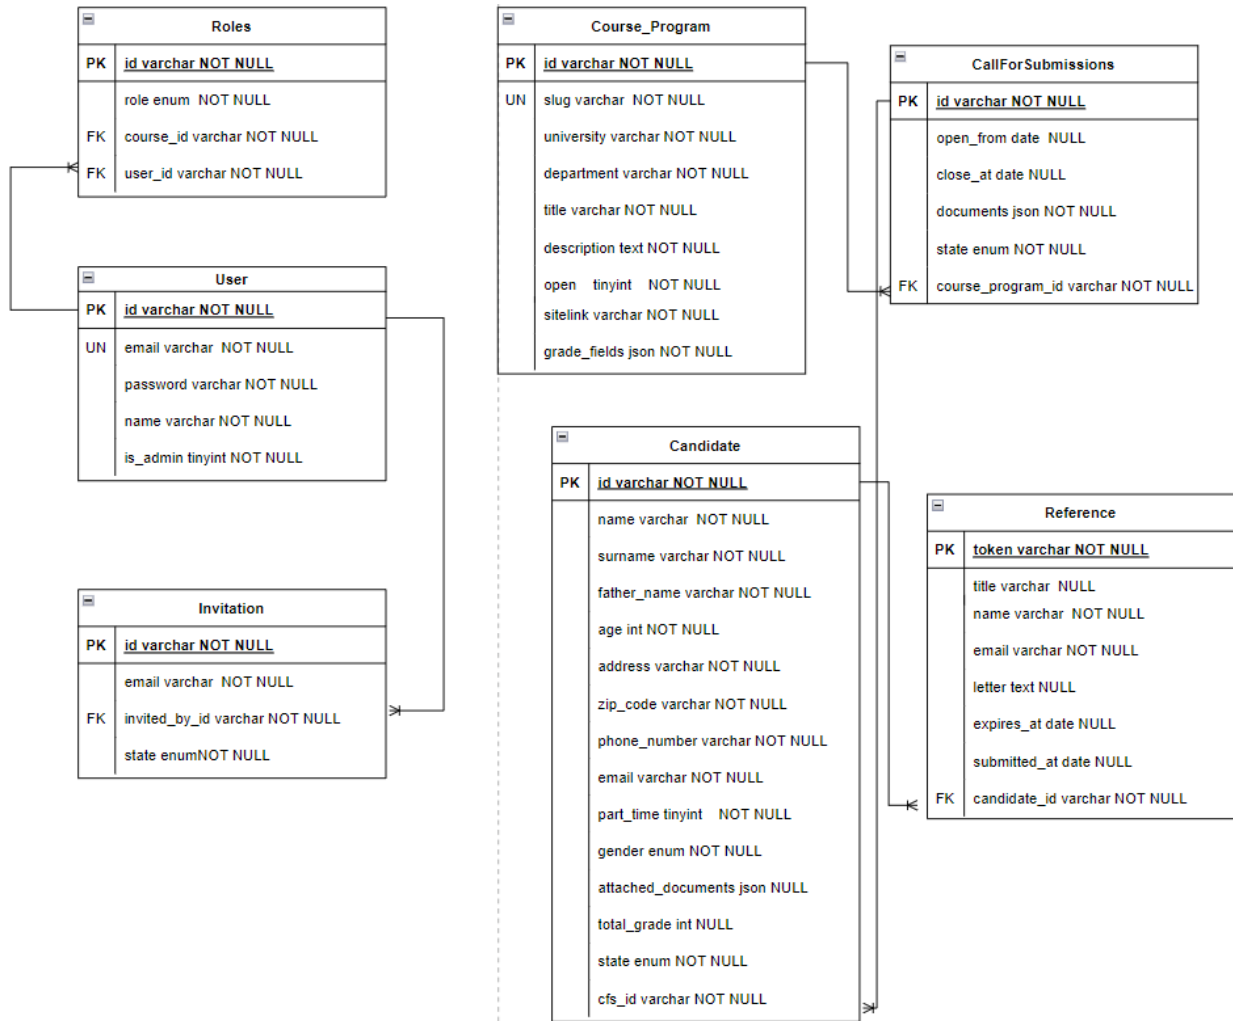 Roles
PK id varchar NOT NULL
role enum NOT NULL
FK course_id varchar NOT NULL
FK user_id varchar NOT NULL
User
PK id varchar NOT NULL
UN email varchar NOT NULL
password varchar NOT NULL
name varchar NOT NULL
is_admin tinyint NOT NULL
Invitation
PK id varchar NOT NULL
email varchar NOT NULL
FK invited_by_id varchar NOT NULL
state enumNOT NULL
Course_Program
PK id varchar NOT NULL
UN slug varchar NOT NULL
university varchar NOT NULL
department varchar NOT NULL
title varchar NOT NULL
description text NOT NULL
open tinyint NOT NULL
sitelink varchar NOT NULL
grade_fields json NOT NULL
CallForSubmissions
PK id varchar NOT NULL
open_from date NULL
close_at date NULL
documents json NOT NULL
state enum NOT NULL
FK course_program_id varchar NOT NULL
Candidate
PK id varchar NOT NULL
name varchar NOT NULL
surname varchar NOT NULL
father_name varchar NOT NULL
age int NOT NULL
address varchar NOT NULL
zip_code varchar NOT NULL
phone_number varchar NOT NULL
email varchar NOT NULL
part_time tinyint NOT NULL
gender enum NOT NULL
attached_documents json NULL
total_grade int NULL
state enum NOT NULL
cfs_id varchar NOT NULL
Reference
PK token varchar NOT NULL
title varchar NULL
name varchar NOT NULL
email varchar NOT NULL
letter text NULL
expires_at date NULL
submitted_at date NULL
FK candidate_id varchar NOT NULL